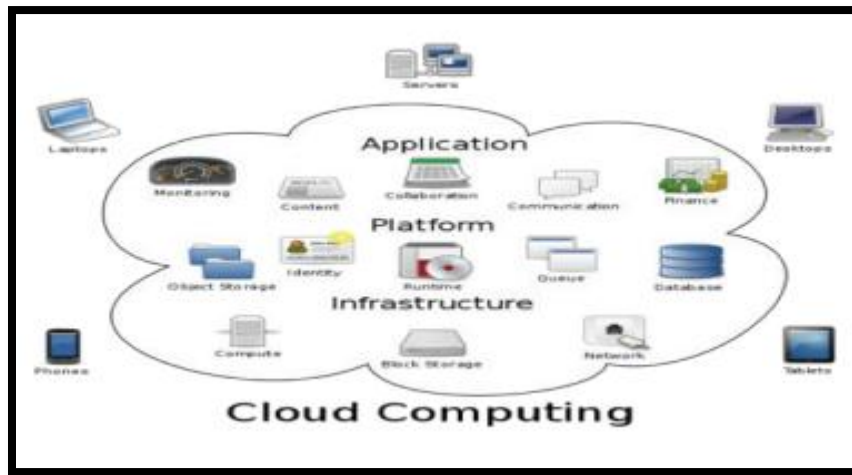 Servers
Laptops
Desktops
Application
Monitoring
Content
Collaboration
Communication
Finance
Platform
Object Storage
Identity
Runtime
Queue
Database
Infrastructure
Compute
Block Storage
Network
Phones
Tablets
Cloud Computing